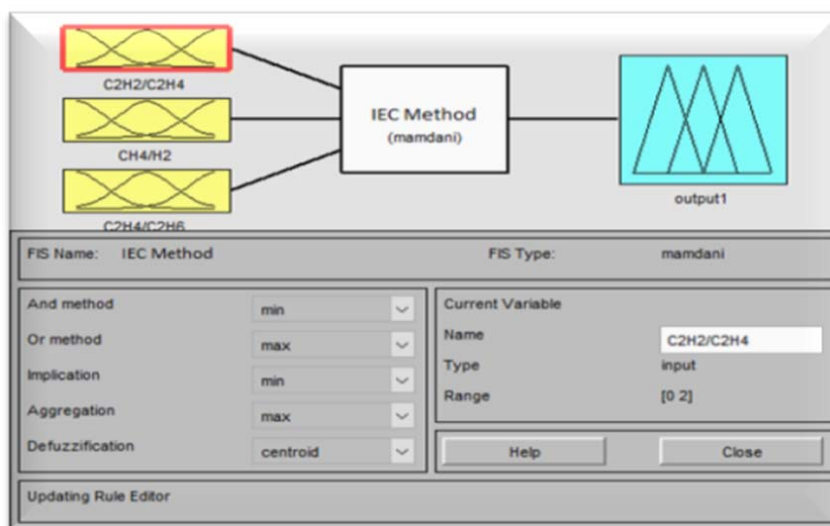 C2H2/C2H4
IEC Method
(mamdani)
CH4/H2
output1
C2H4/C2H6
FIS Name: IEC Method FIS Type: mamdani
And method min
Or method max
Implication min
Aggregation max
Defuzzification centroid
Current Variable
Name C2H2/C2H4
Type input
Range [0 2]
Help Close
Updating Rule Editor